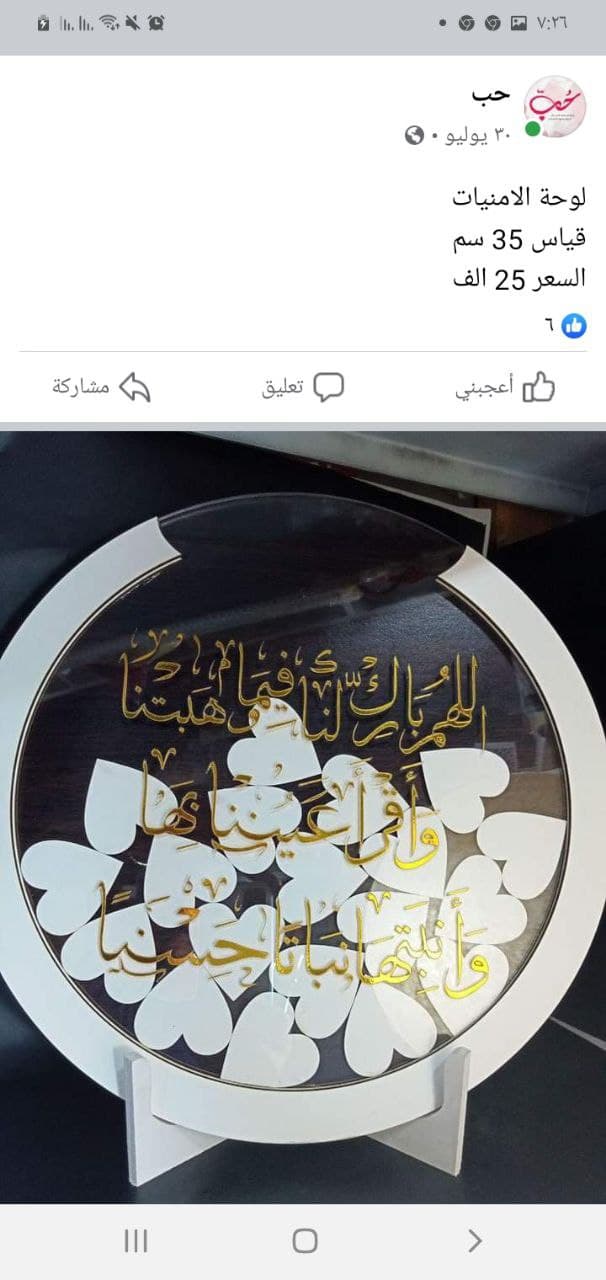 ٧:٢٦
حب
حب
٣٠ يوليو
لوحة الامنيات
قياس 35 سم
السعر 25 الف
٦
أعجبني
تعليق
مشاركة
اللهم بارك لنا فيما وهبتنا
وأقر أعيننا بها
وأنبتها نباتا حسنا